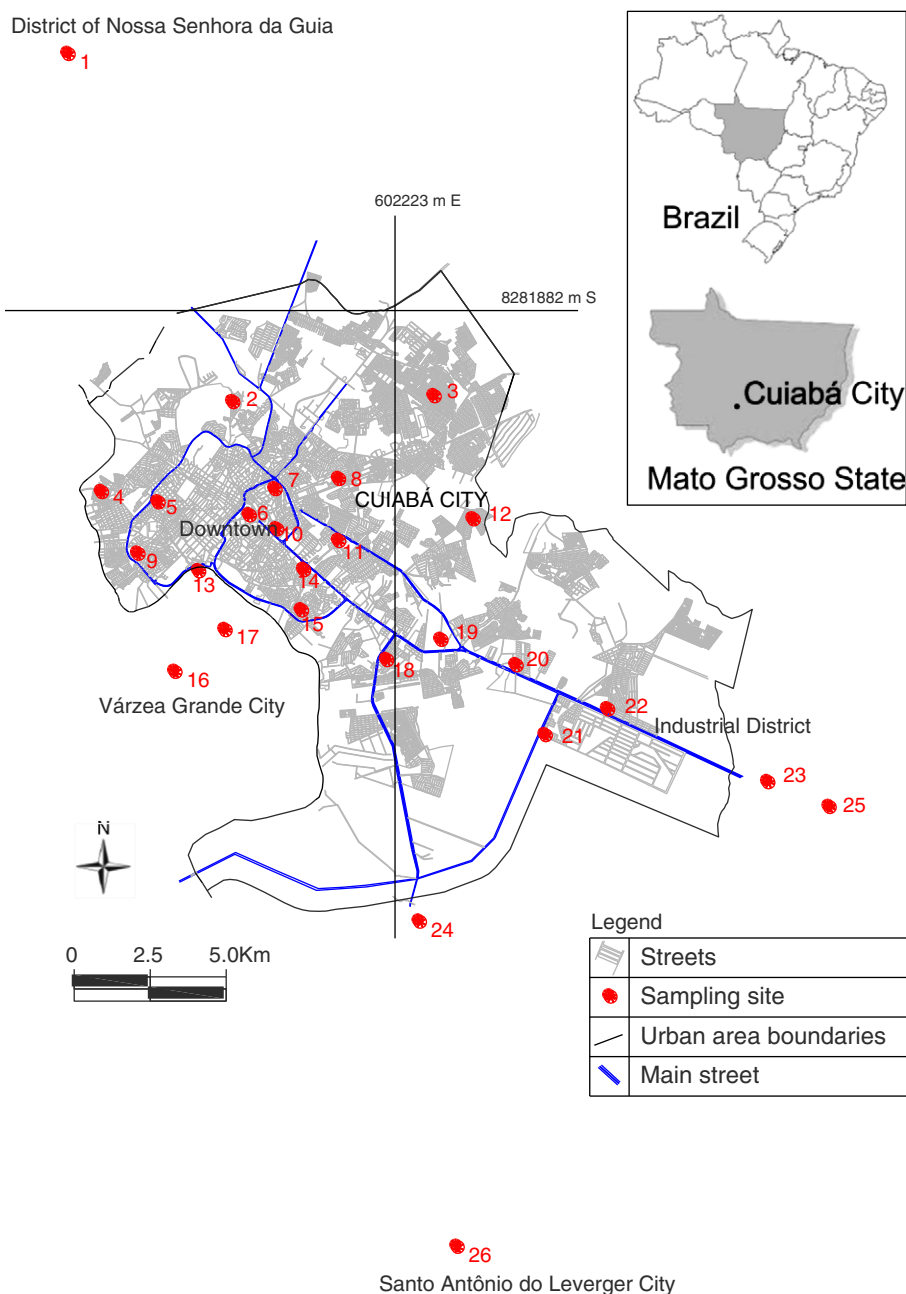 District of Nossa Senhora da Guia
1
602223 m E
8281882 m S
Brazil
Cuiabá City
Mato Grosso State
2
3
4
5
6
7
8
CUIABÁ CITY
12
Downtown
10
11
9
13
14
15
17
16
Várzea Grande City
18
19
20
21
22
Industrial District
23
25
24
N
0 2.5 5.0Km
Legend
Streets
Sampling site
Urban area boundaries
Main street
26
Santo Antônio do Leverger City